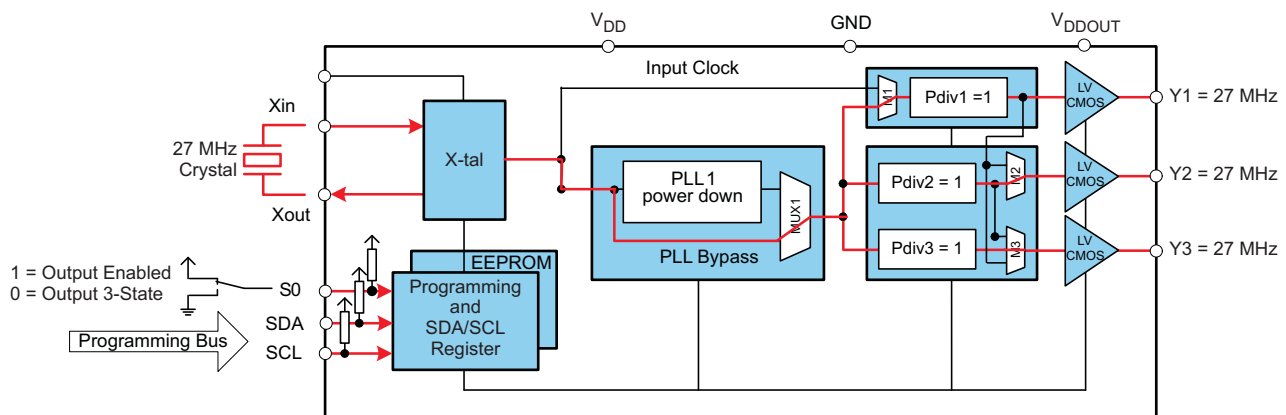 VDD
GND
VDDOUT
Input Clock
Xin
27 MHz
Crystal
Xout
X-tal
PLL1
power down
MUX1
PLL Bypass
M1
Pdiv1 =1
LV
CMOS
Y1 = 27 MHz
Pdiv2 = 1
M2
LV
CMOS
Y2 = 27 MHz
Pdiv3 = 1
M3
LV
CMOS
Y3 = 27 MHz
1 = Output Enabled
0 = Output 3-State
S0
SDA
SCL
Programming Bus
EEPROM
Programming
and
SDA/SCL
Register